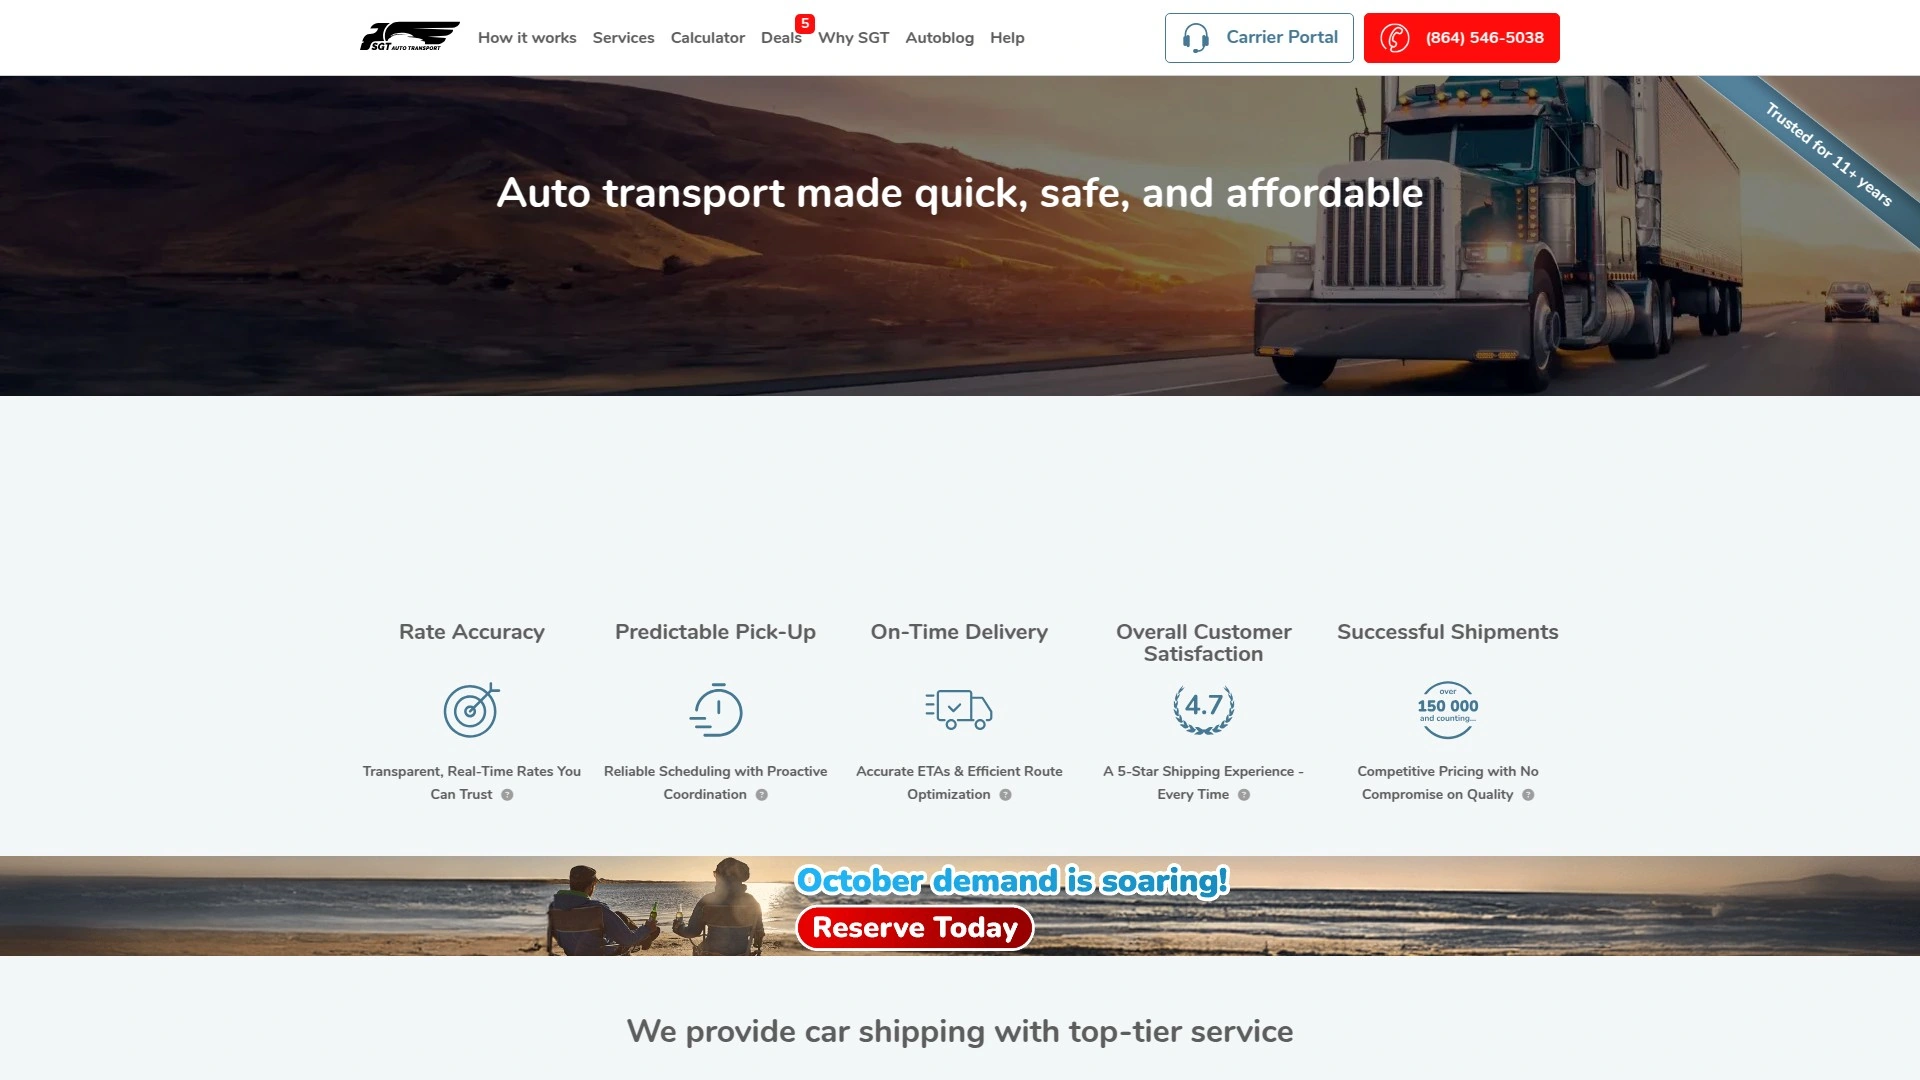 SGT AUTO TRANSPORT
How it works
Services
Calculator
Deals
5
Why SGT
Autoblog
Help
Carrier Portal
(864) 546-5038
Trusted for 11+ years
Auto transport made quick, safe, and affordable
Rate Accuracy
Transparent, Real-Time Rates You
Can Trust ?
Predictable Pick-Up
Reliable Scheduling with Proactive
Coordination ?
On-Time Delivery
Accurate ETAs & Efficient Route
Optimization ?
Overall Customer
Satisfaction
4.7
A 5-Star Shipping Experience -
Every Time ?
Successful Shipments
over
150 000
and counting...
Competitive Pricing with No
Compromise on Quality ?
October demand is soaring!
Reserve Today
We provide car shipping with top-tier service